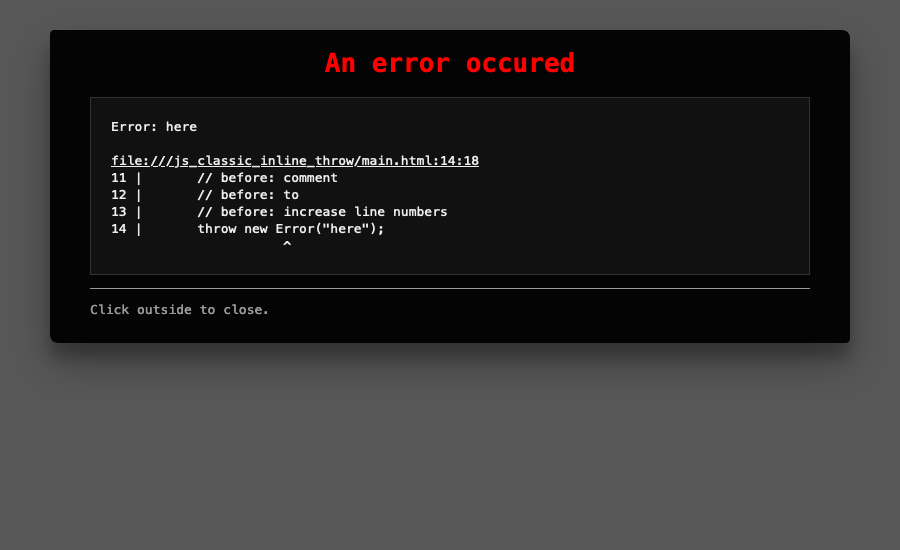 An error occured
Error: here
file:///js_classic_inline_throw/main.html:14:18
11 |       // before: comment
12 |       // before: to
13 |       // before: increase line numbers
14 |       throw new Error("here");
                      ^
Click outside to close.